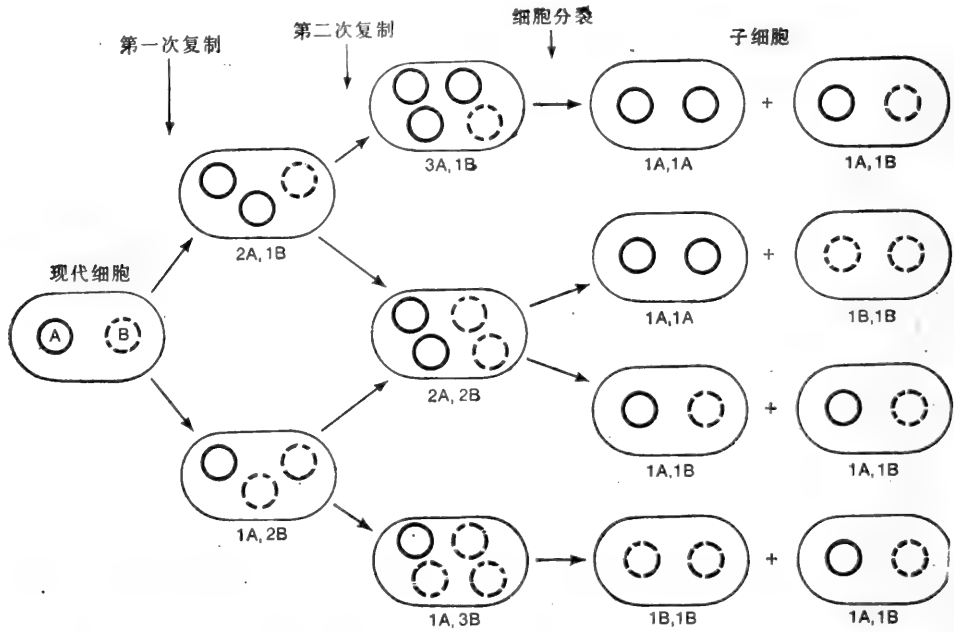 第一次复制
第二次复制
细胞分裂
子细胞
3A, 1B
1A,1A
+
1A, 1B
2A, 1B
现代细胞
A
B
1A,1A
+
1B,1B
2A, 2B
1A,1B
+
1A, 1B
1A, 2B
1A, 3B
1B,1B
+
1A, 1B